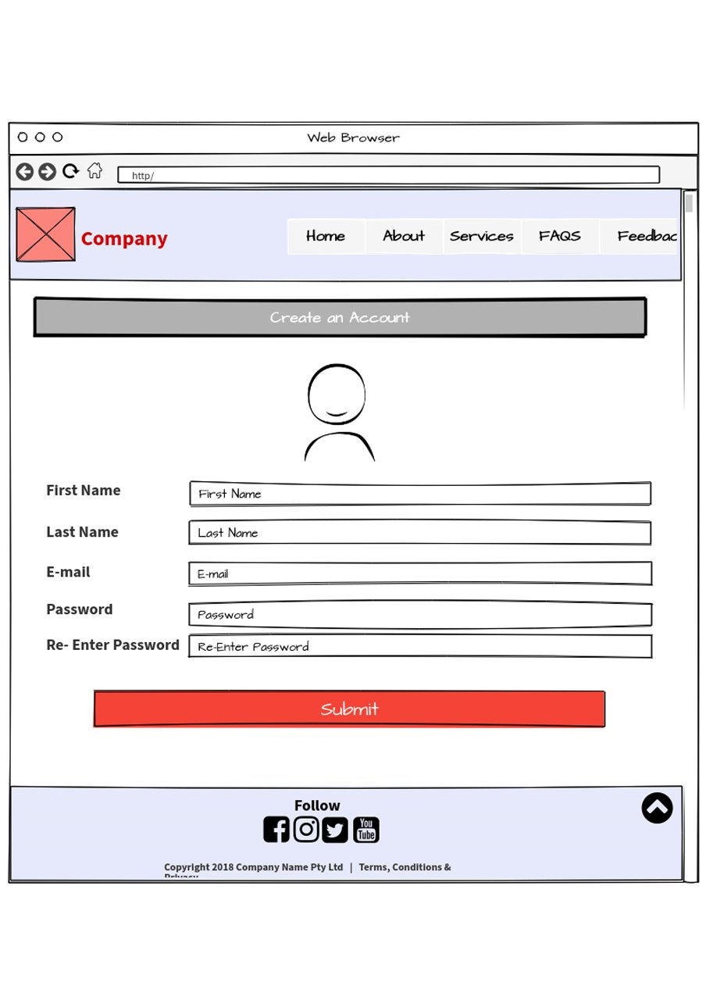 Web Browser
http/
Company
Home About Services FAQS Feedbac
Create an Account
First Name First Name
Last Name Last Name
E-mail E-mail
Password Password
Re- Enter Password Re-Enter Password
Submit
Follow
You
Tube
Copyright 2018 Company Name Pty Ltd | Terms, Conditions &
Privacy